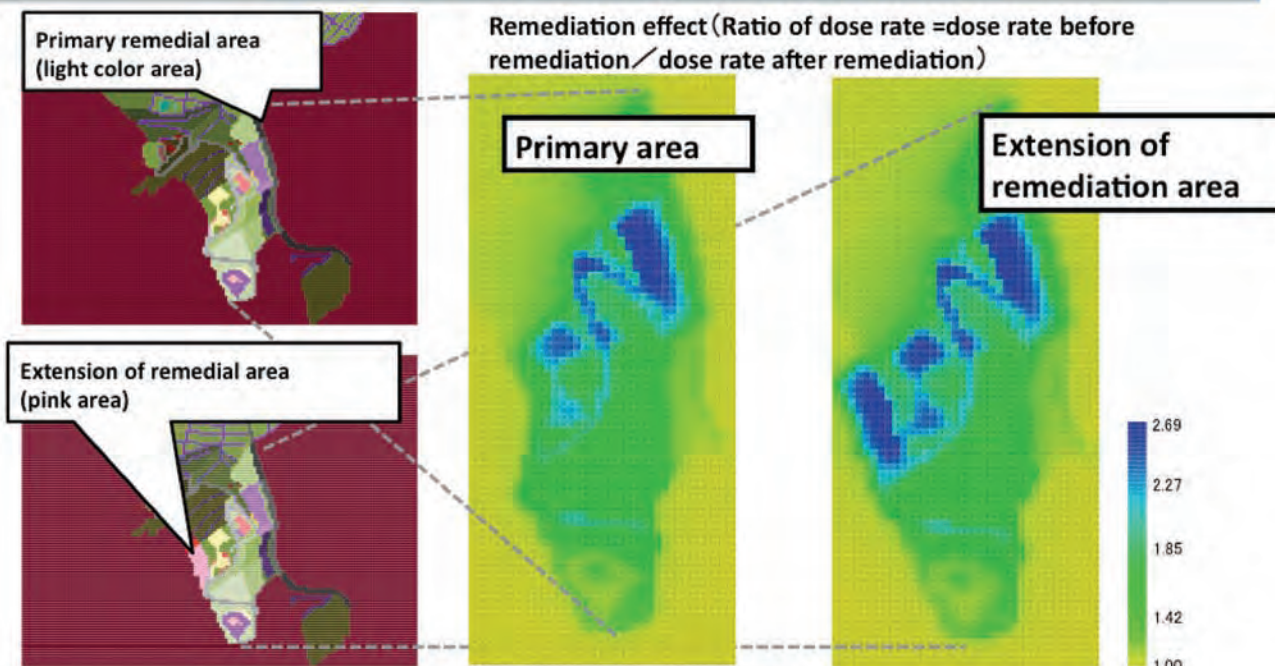 Primary remedial area
(light color area)
Remediation effect(Ratio of dose rate =dose rate before
remediation／dose rate after remediation)
Primary area
Extension of
remediation area
Extension of remedial area
(pink area)
2.69
2.27
1.85
1.42
1.00